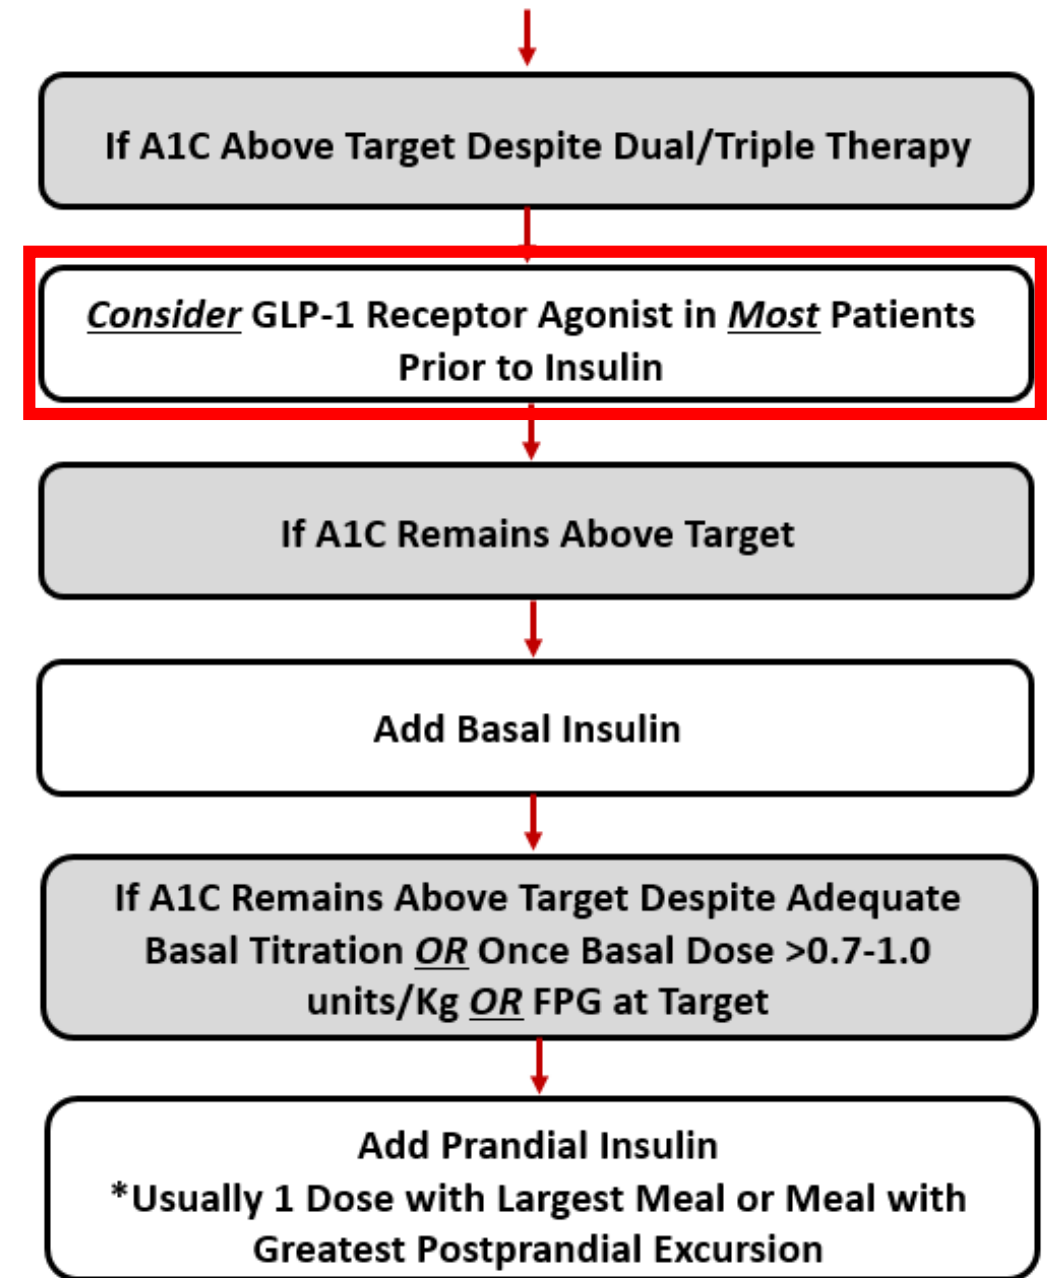 If A1C Above Target Despite Dual/Triple Therapy
Consider GLP-1 Receptor Agonist in Most Patients
Prior to Insulin
If A1C Remains Above Target
Add Basal Insulin
If A1C Remains Above Target Despite Adequate
Basal Titration OR Once Basal Dose >0.7-1.0
units/Kg OR FPG at Target
Add Prandial Insulin
*Usually 1 Dose with Largest Meal or Meal with
Greatest Postprandial Excursion